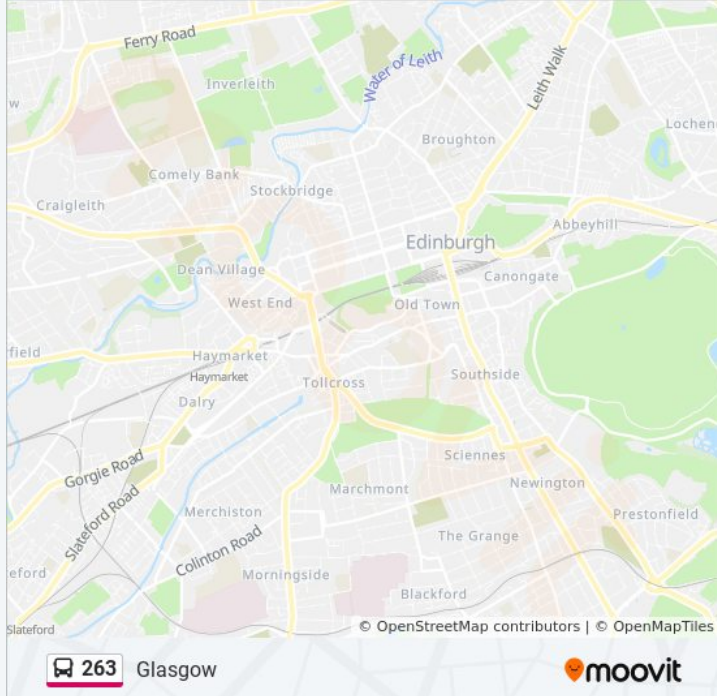 Ferry Road
Inverleith
Water of Leith
Leith Walk
w
Broughton
Lochen
Comely Bank
Stockbridge
Craigleith
Abbeyhill
Edinburgh
Dean Village
Canongate
West End
Old Town
field
Haymarket
Haymarket
Tollcross
Southside
Dalry
Sciennes
Gorgie Road
Newington
Marchmont
Slateford Road
Merchiston
Prestonfield
The Grange
Colinton Road
eford
Morningside
Blackford
Slateford
© OpenStreetMap contributors | © OpenMapTiles
263 Glasgow
moovit